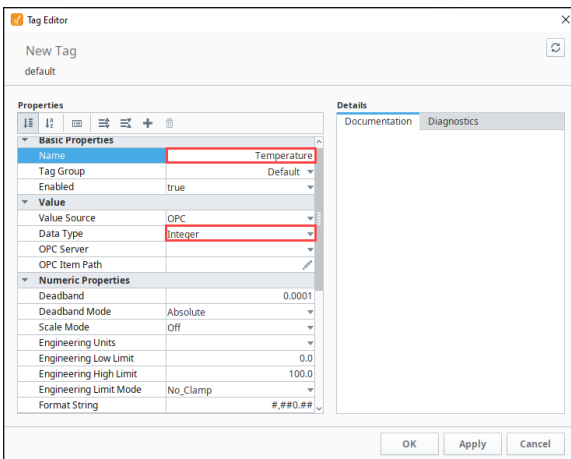 Tag Editor
New Tag
default
Properties
Details
Documentation Diagnostics
Basic Properties
Name Temperature
Tag Group Default
Enabled true
Value
Value Source OPC
Data Type Integer
OPC Server
OPC Item Path
Numeric Properties
Deadband 0.0001
Deadband Mode Absolute
Scale Mode Off
Engineering Units
Engineering Low Limit 0.0
Engineering High Limit 100.0
Engineering Limit Mode No_Clamp
Format String #,##0.##
OK Apply Cancel